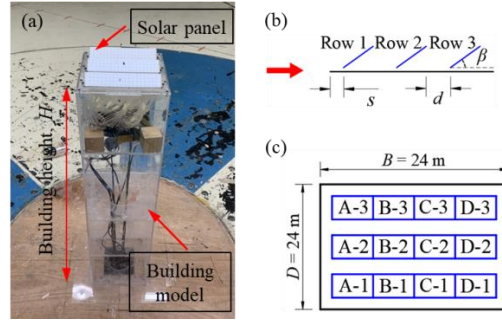 (a)
Solar panel
Building height, H
Building
model
(b)
Row 1 Row 2 Row 3
β
s
d
(c)
B = 24 m
D = 24 m
A-3 B-3 C-3 D-3
A-2 B-2 C-2 D-2
A-1 B-1 C-1 D-1